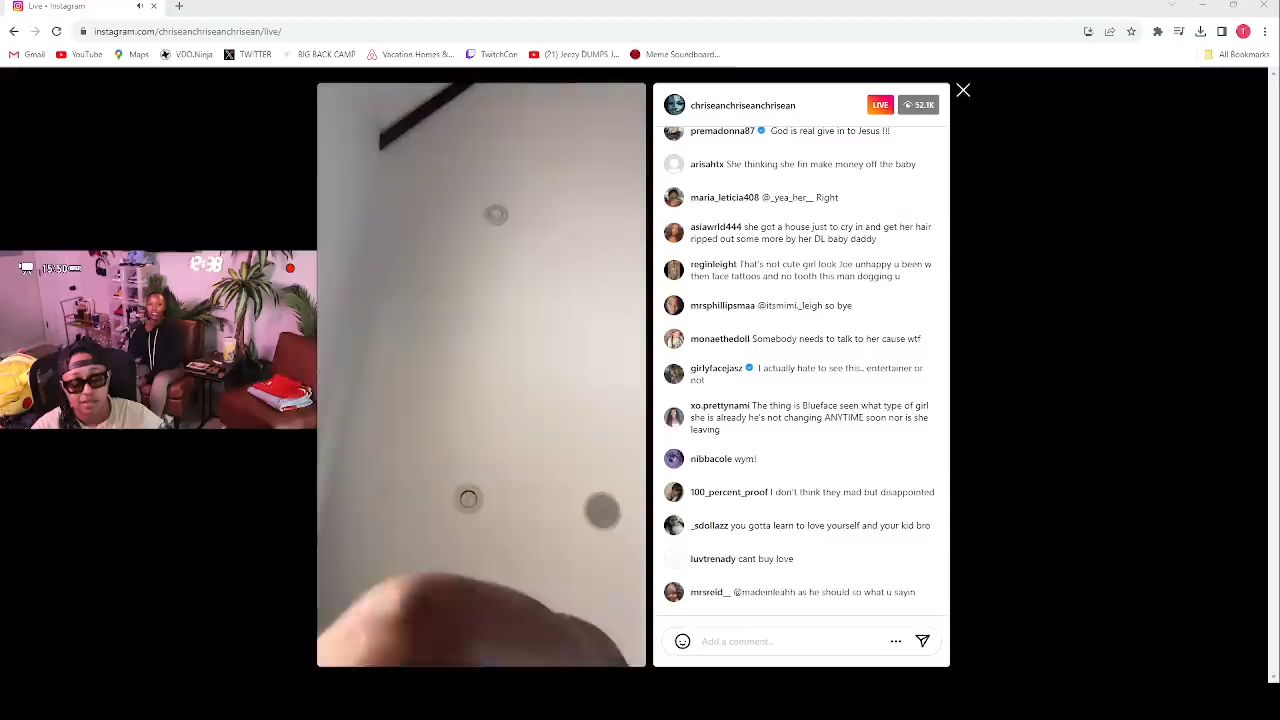 Live • Instagram
instagram.com/chriseanchriseanchrisean/live/
Gmail
YouTube
Maps
VDO.Ninja
TWITTER
BIG BACK CAMP
Vacation Homes &...
TwitchCon
(21) Jeezy DUMPS J...
Meme Soundboard...
All Bookmarks
chriseanchriseanchrisean
LIVE
52.1K
premadonna87 God is real give in to Jesus !!!
arisahtx She thinking she fin make money off the baby
maria_leticia408 @_yea_her__ Right
asiawrld444 she got a house just to cry in and get her hair
ripped out some more by her DL baby daddy
reginleight That's not cute girl look Joe unhappy u been w
then face tattoos and no tooth this man dogging u
mrsphillipsmaa @itsmimi._leigh so bye
monaethedoll Somebody needs to talk to her cause wtf
girlyfacejasz I actually hate to see this.. entertainer or
not
xo.prettynami The thing is Blueface seen what type of girl
she is already he's not changing ANYTIME soon nor is she
leaving
nibbacole wym!
100_percent_proof I don't think they mad but disappointed
_sdollazz you gotta learn to love yourself and your kid bro
luvtrenady cant buy love
mrsreid__ @madeinleahh as he should so what u sayin
Add a comment...
15:50
2:38